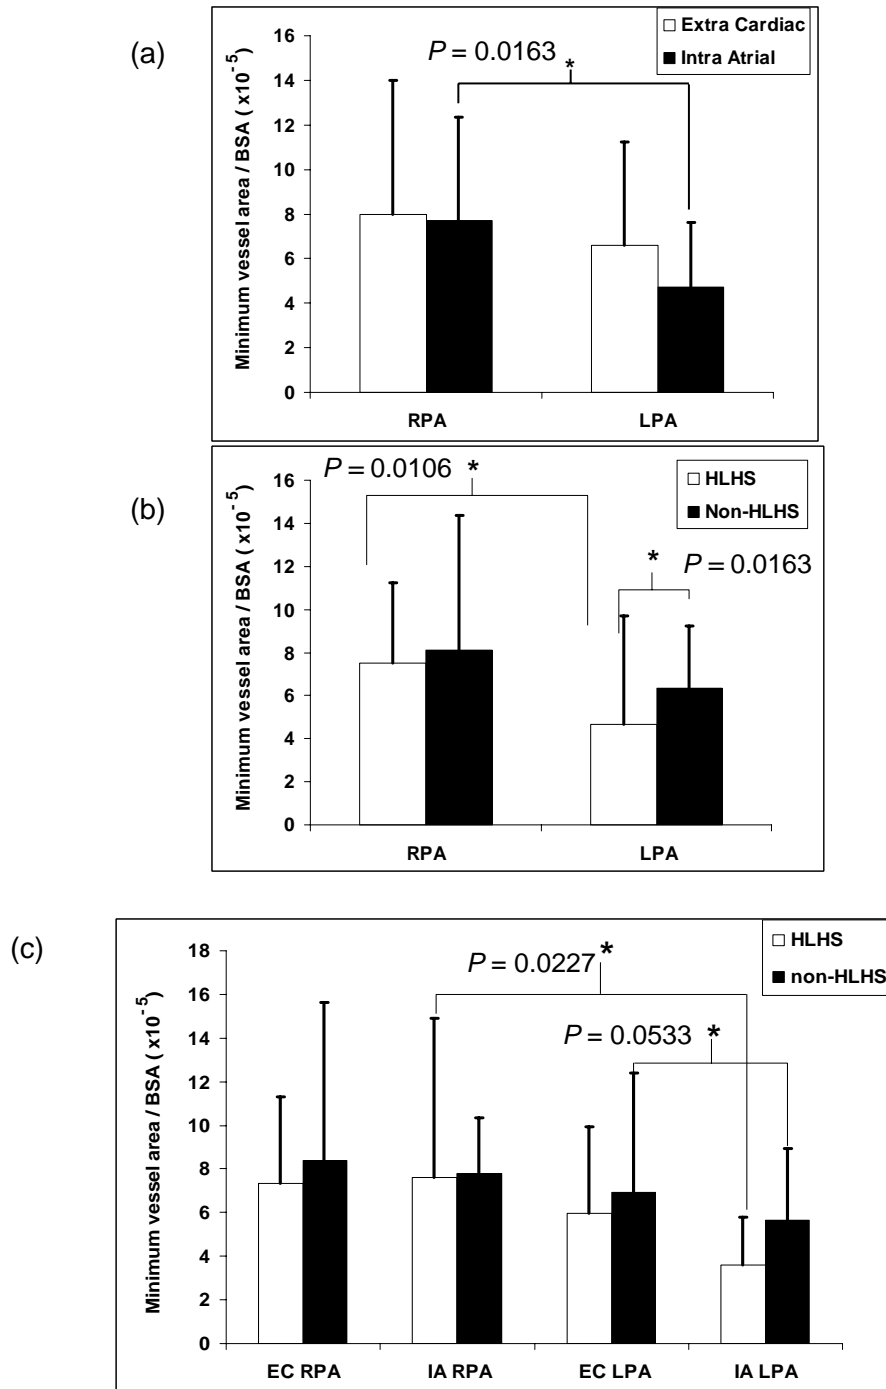 (a)
Extra Cardiac
Intra Atrial
P = 0.0163 *
Minimum vessel area / BSA ( x10⁻⁵)
16
14
12
10
8
6
4
2
0
RPA LPA
(b)
HLHS
Non-HLHS
P = 0.0106 *
* P = 0.0163
Minimum vessel area / BSA ( x10⁻⁵)
16
14
12
10
8
6
4
2
0
RPA LPA
(c)
HLHS
non-HLHS
P = 0.0227 *
P = 0.0533 *
Minimum vessel area / BSA ( x10⁻⁵)
18
16
14
12
10
8
6
4
2
0
EC RPA IA RPA EC LPA IA LPA